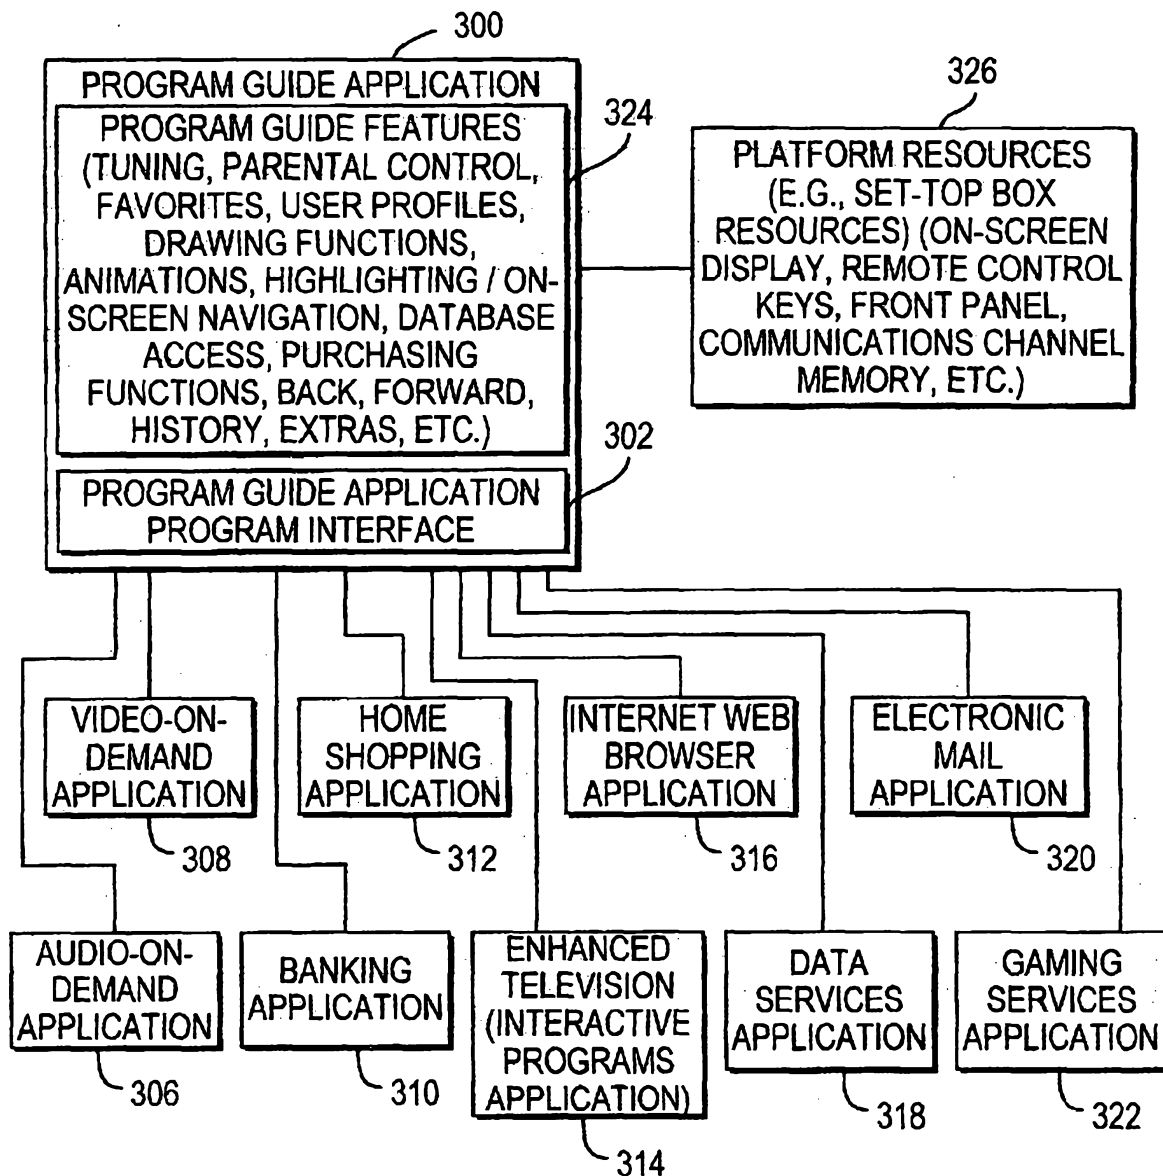 300
PROGRAM GUIDE APPLICATION
PROGRAM GUIDE FEATURES
(TUNING, PARENTAL CONTROL,
FAVORITES, USER PROFILES,
DRAWING FUNCTIONS,
ANIMATIONS, HIGHLIGHTING / ON-
SCREEN NAVIGATION, DATABASE
ACCESS, PURCHASING
FUNCTIONS, BACK, FORWARD,
HISTORY, EXTRAS, ETC.)
324
326
PLATFORM RESOURCES
(E.G., SET-TOP BOX
RESOURCES) (ON-SCREEN
DISPLAY, REMOTE CONTROL
KEYS, FRONT PANEL,
COMMUNICATIONS CHANNEL
MEMORY, ETC.)
302
PROGRAM GUIDE APPLICATION
PROGRAM INTERFACE
VIDEO-ON-
DEMAND
APPLICATION
308
HOME
SHOPPING
APPLICATION
312
INTERNET WEB
BROWSER
APPLICATION
316
ELECTRONIC
MAIL
APPLICATION
320
AUDIO-ON-
DEMAND
APPLICATION
306
BANKING
APPLICATION
310
ENHANCED
TELEVISION
(INTERACTIVE
PROGRAMS
APPLICATION)
314
DATA
SERVICES
APPLICATION
318
GAMING
SERVICES
APPLICATION
322